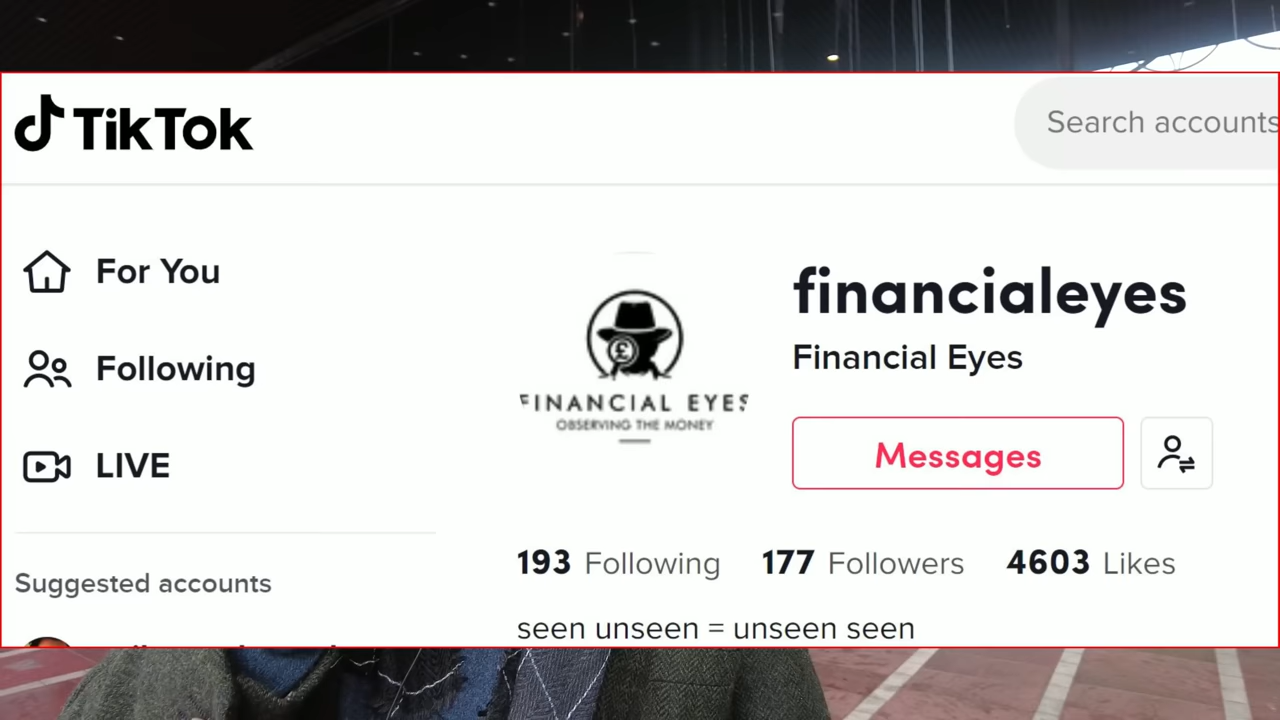 TikTok
Search accounts
For You
Following
LIVE
Suggested accounts
£
FINANCIAL EYES
OBSERVING THE MONEY
financialeyes
Financial Eyes
Messages
193 Following 177 Followers 4603 Likes
seen unseen = unseen seen